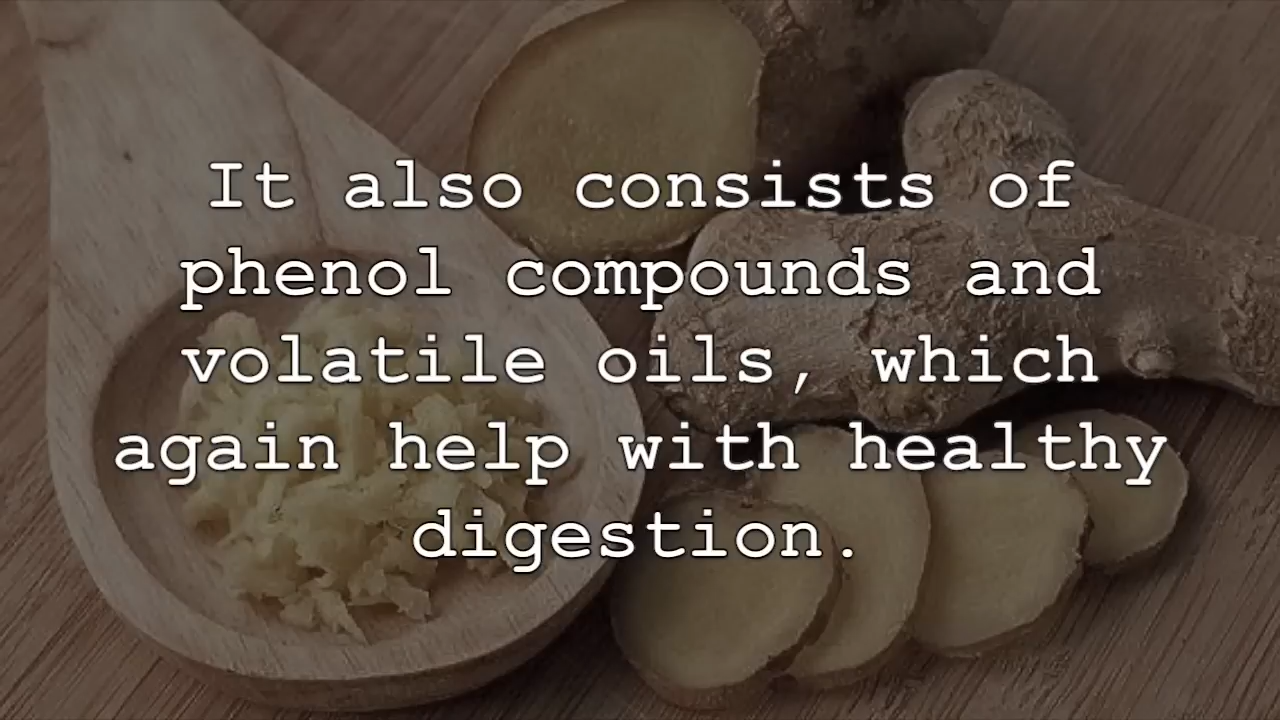 It also consists of
phenol compounds and
volatile oils, which
again help with healthy
digestion.